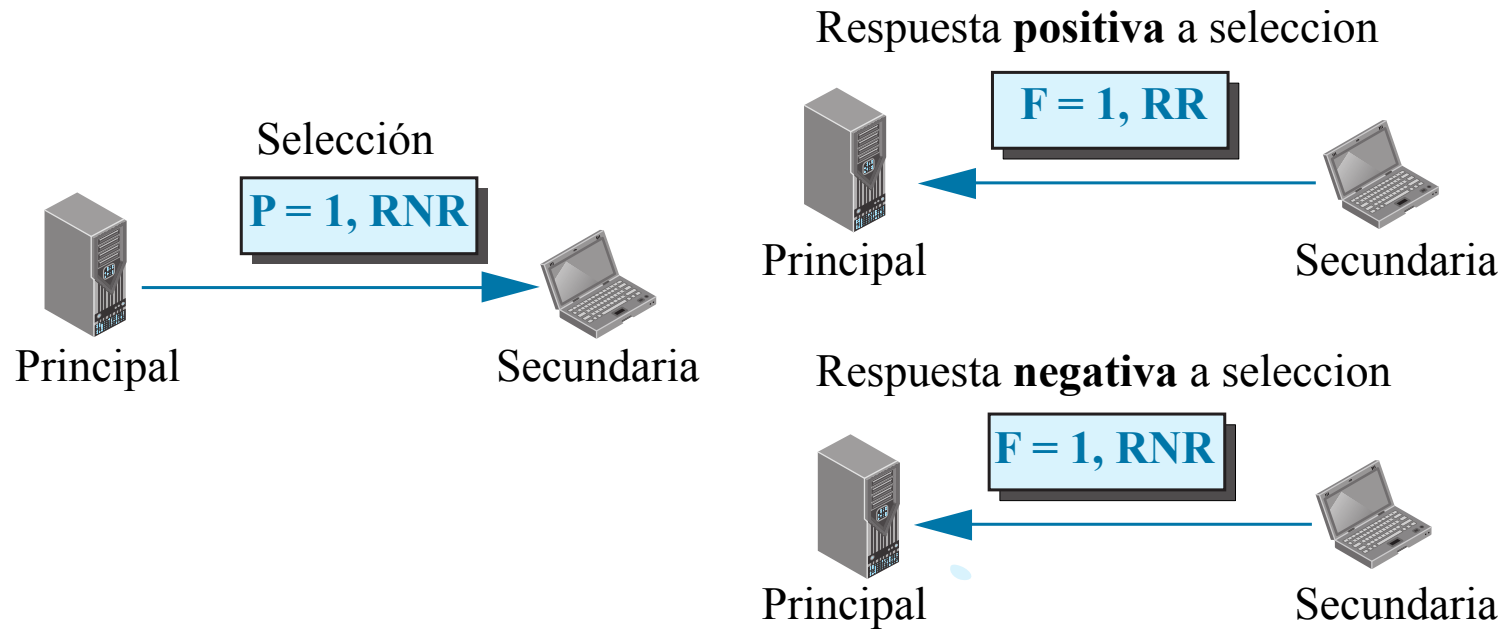 Selección
P = 1, RNR
Principal
Secundaria
Respuesta positiva a seleccion
F = 1, RR
Principal
Secundaria
Respuesta negativa a seleccion
F = 1, RNR
Principal
Secundaria